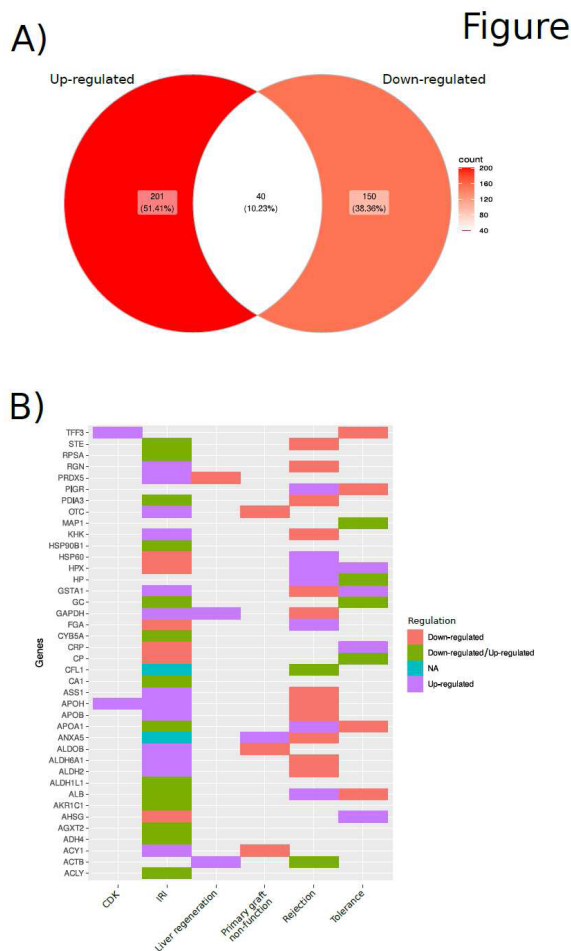 Figure
A)
Up-regulated
Down-regulated
201
(51.41%)
40
(10.23%)
150
(38.36%)
count
200
160
120
80
40
B)
TFF3
STE
RPSA
RGN
PRDX5
PIGR
PDIA3
OTC
MAP1
KHK
HSP90B1
HSP60
HPX
HP
GSTA1
GC
GAPDH
FGA
CYB5A
CRP
CP
CFL1
CA1
ASS1
APOH
APOB
APOA1
ANXA5
ALDOB
ALDH6A1
ALDH2
ALDH1L1
ALB
AKR1C1
AHSG
AGXT2
ADH4
ACY1
ACTB
ACLY
Genes
Regulation
Down-regulated
Down-regulated/Up-regulated
NA
Up-regulated
CDK
IRI
Liver regeneration
Primary graft
non-function
Rejection
Tolerance